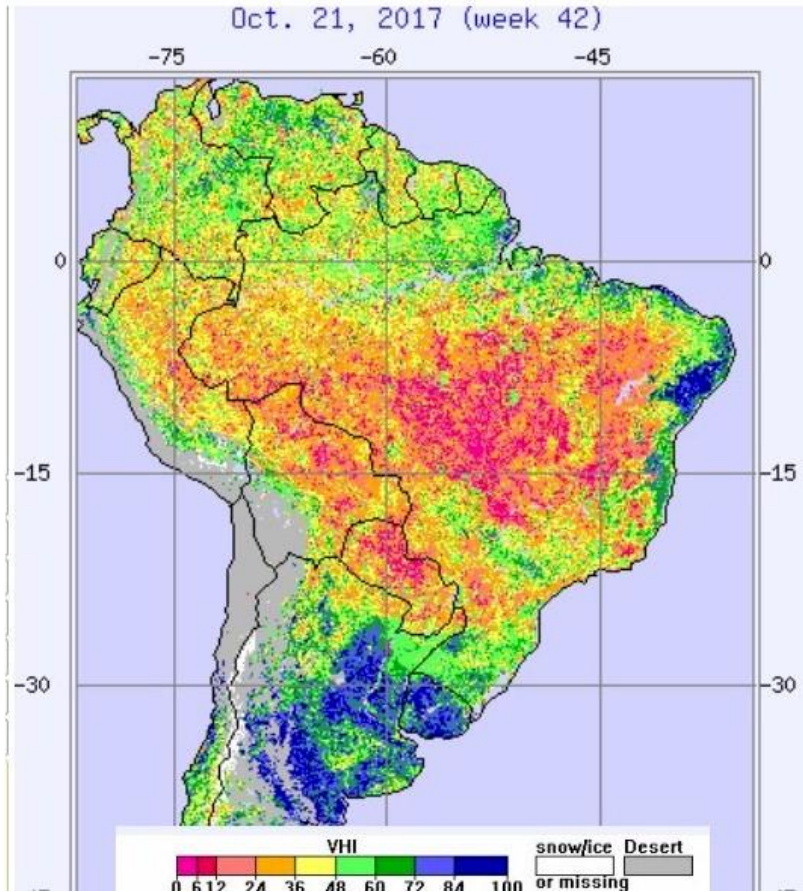 Oct. 21, 2017 (week 42)
-75 -60 -45
0 0
-15 -15
-30 -30
VHI snow/ice Desert
0 6 12 24 36 48 60 72 84 100 or missing